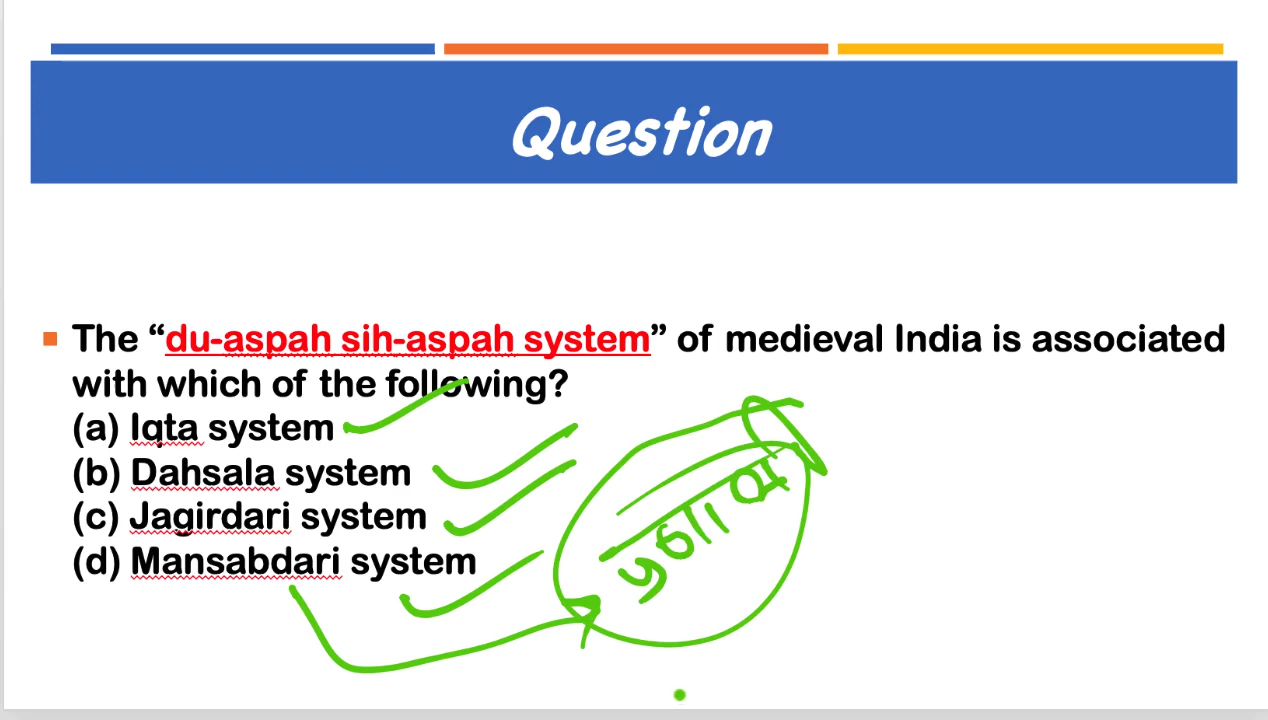 Question
The “du-aspah sih-aspah system” of medieval India is associated
with which of the following?
(a) Iqta system
(b) Dahsala system
(c) Jagirdari system
(d) Mansabdari system